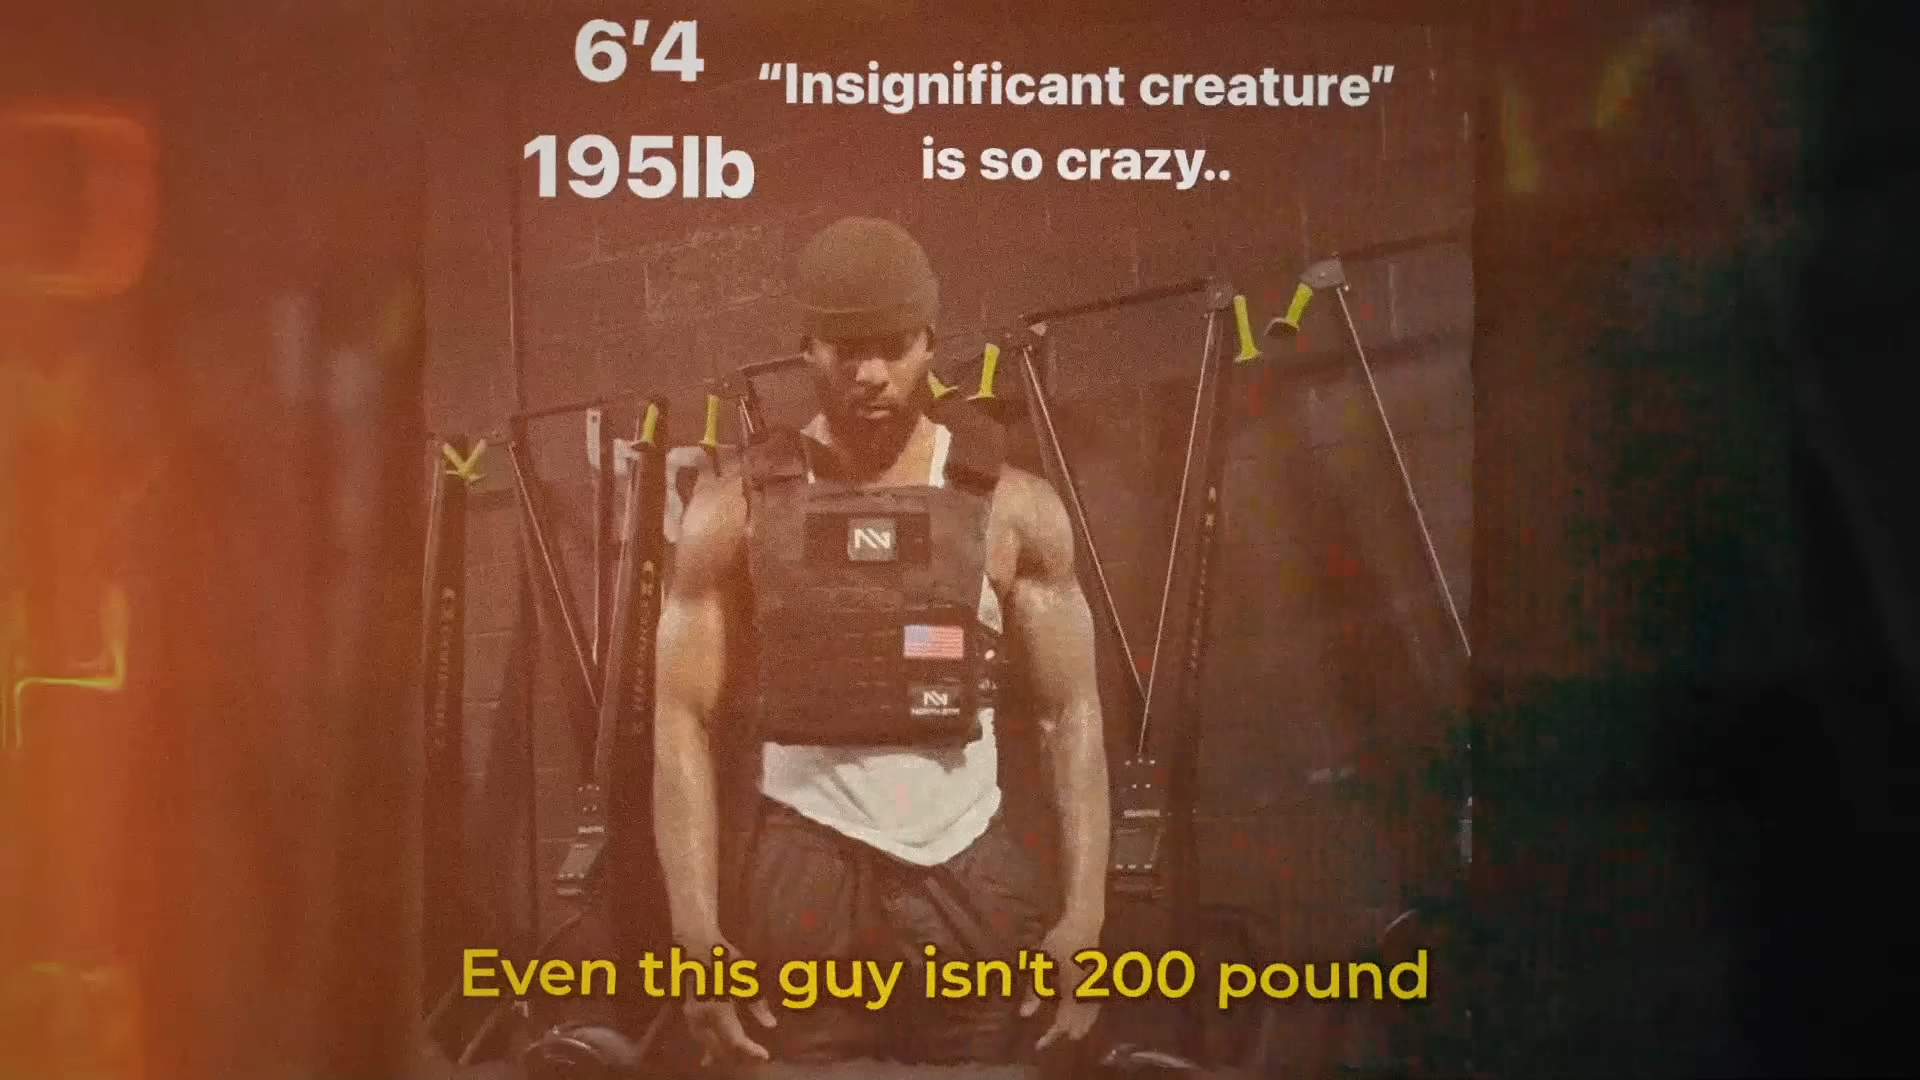 6'4
195lb
“Insignificant creature”
is so crazy..
Even this guy isn't 200 pound